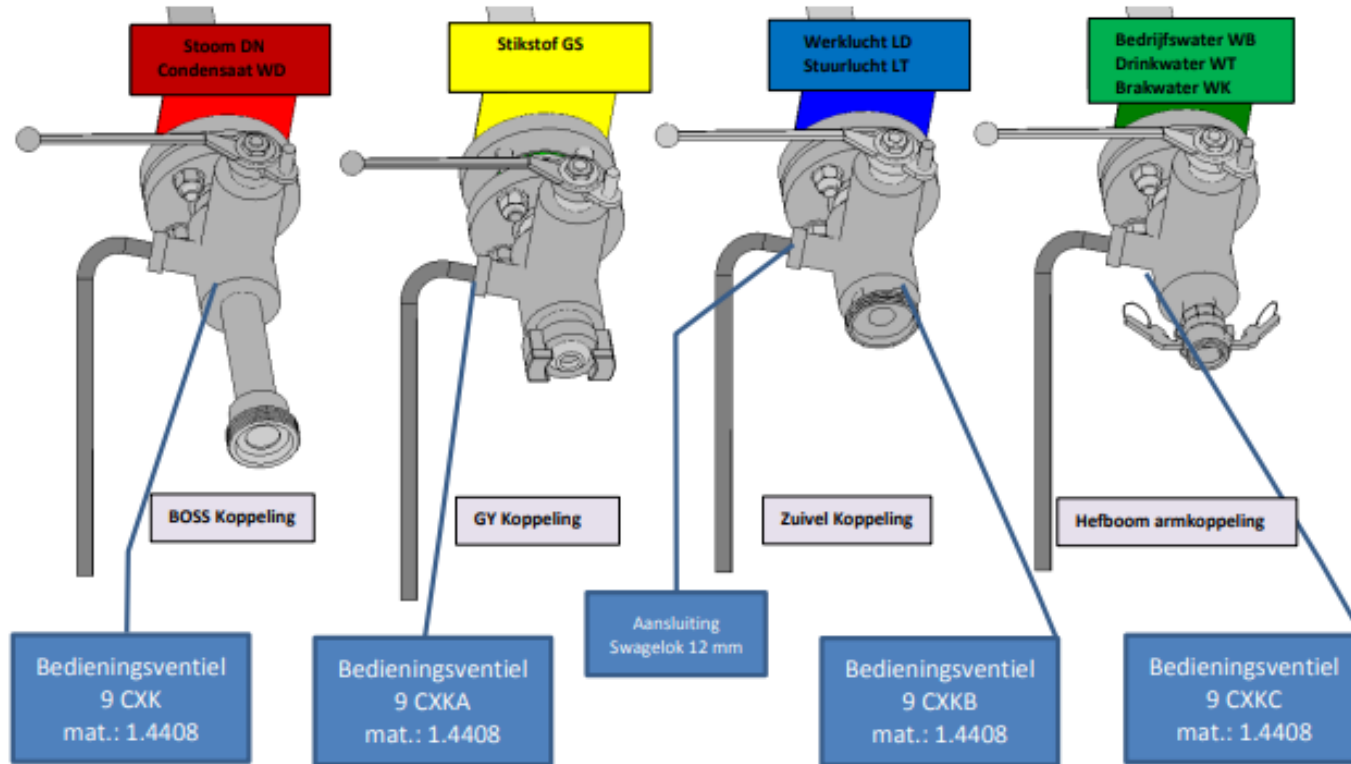 Stoom DN
Condensaat WD
Stikstof GS
Werklucht LD
Stuurlucht LT
Bedrijfswater WB
Drinkwater WT
Brakwater WK
BOSS Koppeling
GY Koppeling
Zuivel Koppeling
Hefboom armkoppeling
Aansluiting
Swagelok 12 mm
Bedieningsventiel
9 CXK
mat.: 1.4408
Bedieningsventiel
9 CXKA
mat.: 1.4408
Bedieningsventiel
9 CXKB
mat.: 1.4408
Bedieningsventiel
9 CXKC
mat.: 1.4408